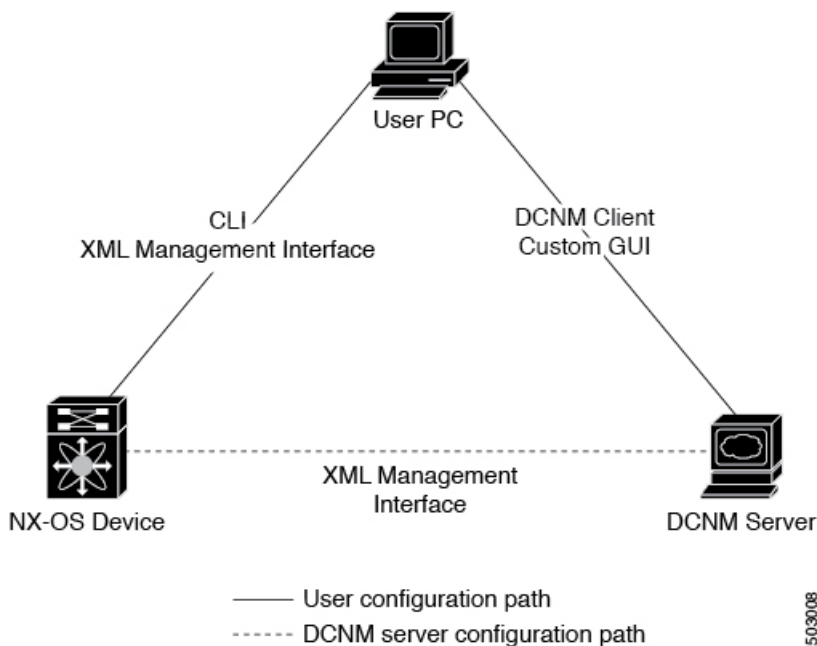 User PC
CLI
XML Management Interface
DCNM Client
Custom GUI
XML Management
Interface
NX-OS Device
DCNM Server
User configuration path
DCNM server configuration path
503008